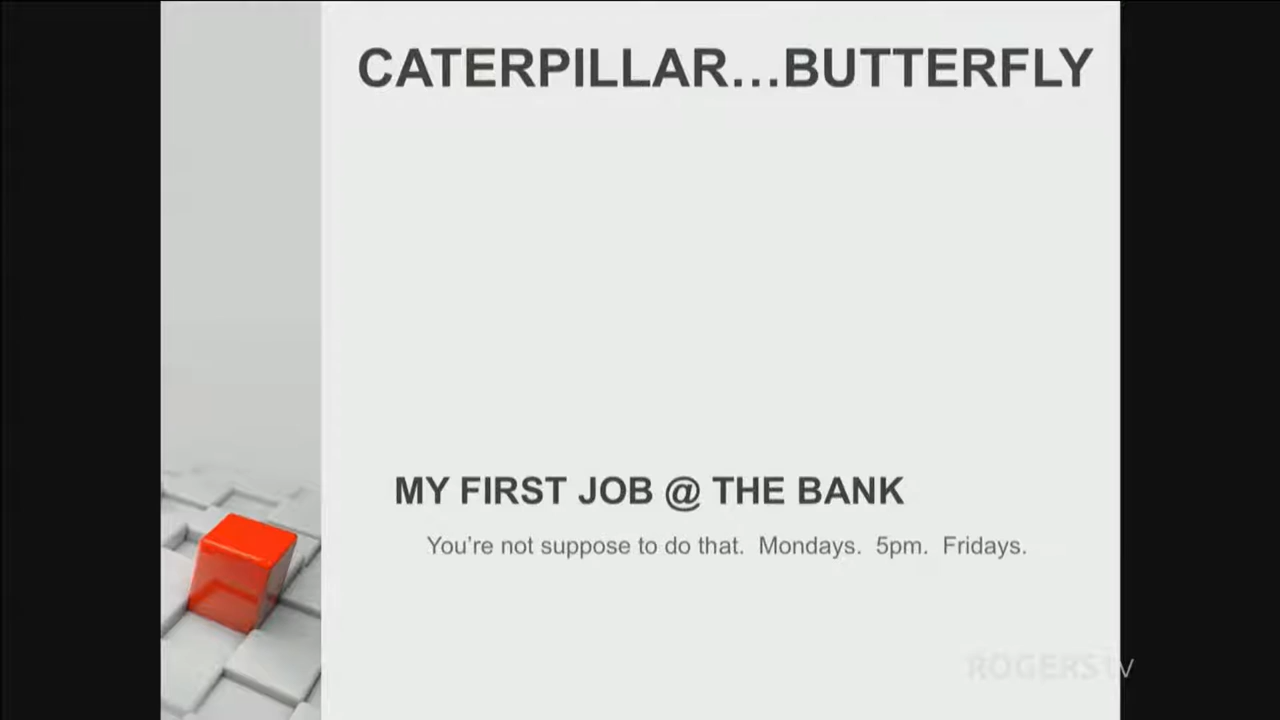 CATERPILLAR...BUTTERFLY
MY FIRST JOB @ THE BANK
You're not suppose to do that.  Mondays.  5pm.  Fridays.
ROGERS tv